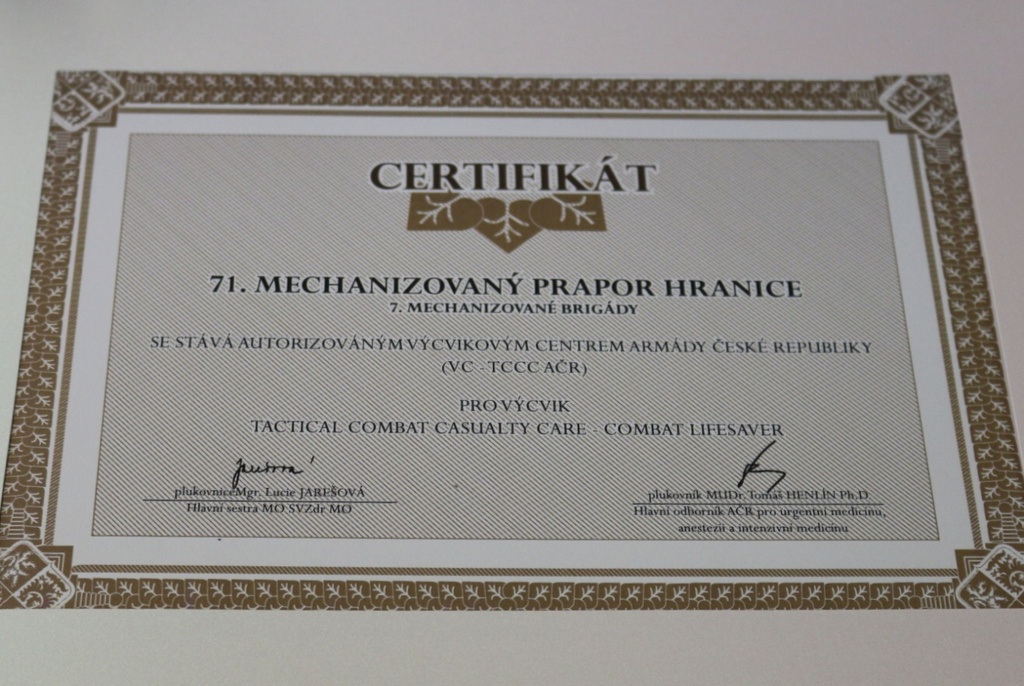 CERTIFIKÁT
71. MECHANIZOVANÝ PRAPOR HRANICE
7. MECHANIZOVANÉ BRIGÁDY
SE STÁVÁ AUTORIZOVÁNÝM VÝCVIKOVÝM CENTREM ARMÁDY ČESKÉ REPUBLIKY
(VC - TCCC AČR)
PRO VÝCVIK
TACTICAL COMBAT CASUALTY CARE - COMBAT LIFESAVER
plukovnice Mgr. Lucie JAREŠOVÁ
Hlavní sestra MO SVZdr MO
plukovník MUDr. Tomáš HENLÍN Ph.D.
Hlavní odborník AČR pro urgentní medicínu,
anestezii a intenzivní medicínu